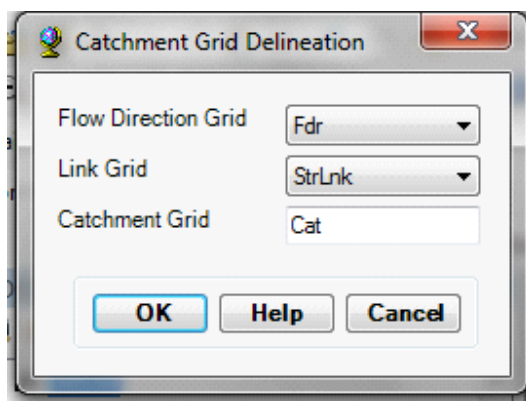 Catchment Grid Delineation
Flow Direction Grid Fdr
Link Grid StrLnk
Catchment Grid Cat
OK Help Cancel